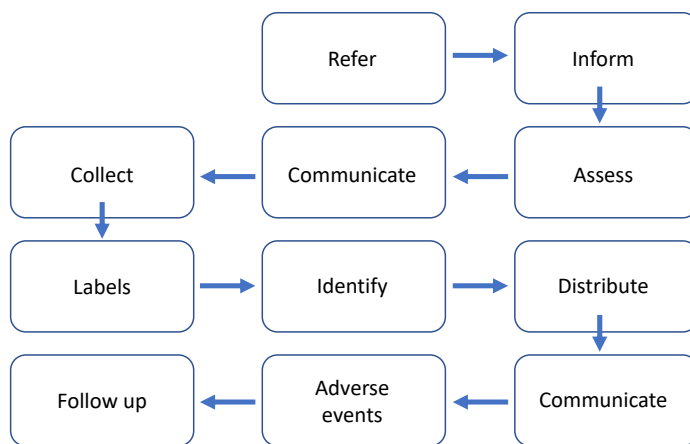 Refer
Inform
Collect
Communicate
Assess
Labels
Identify
Distribute
Follow up
Adverse
events
Communicate